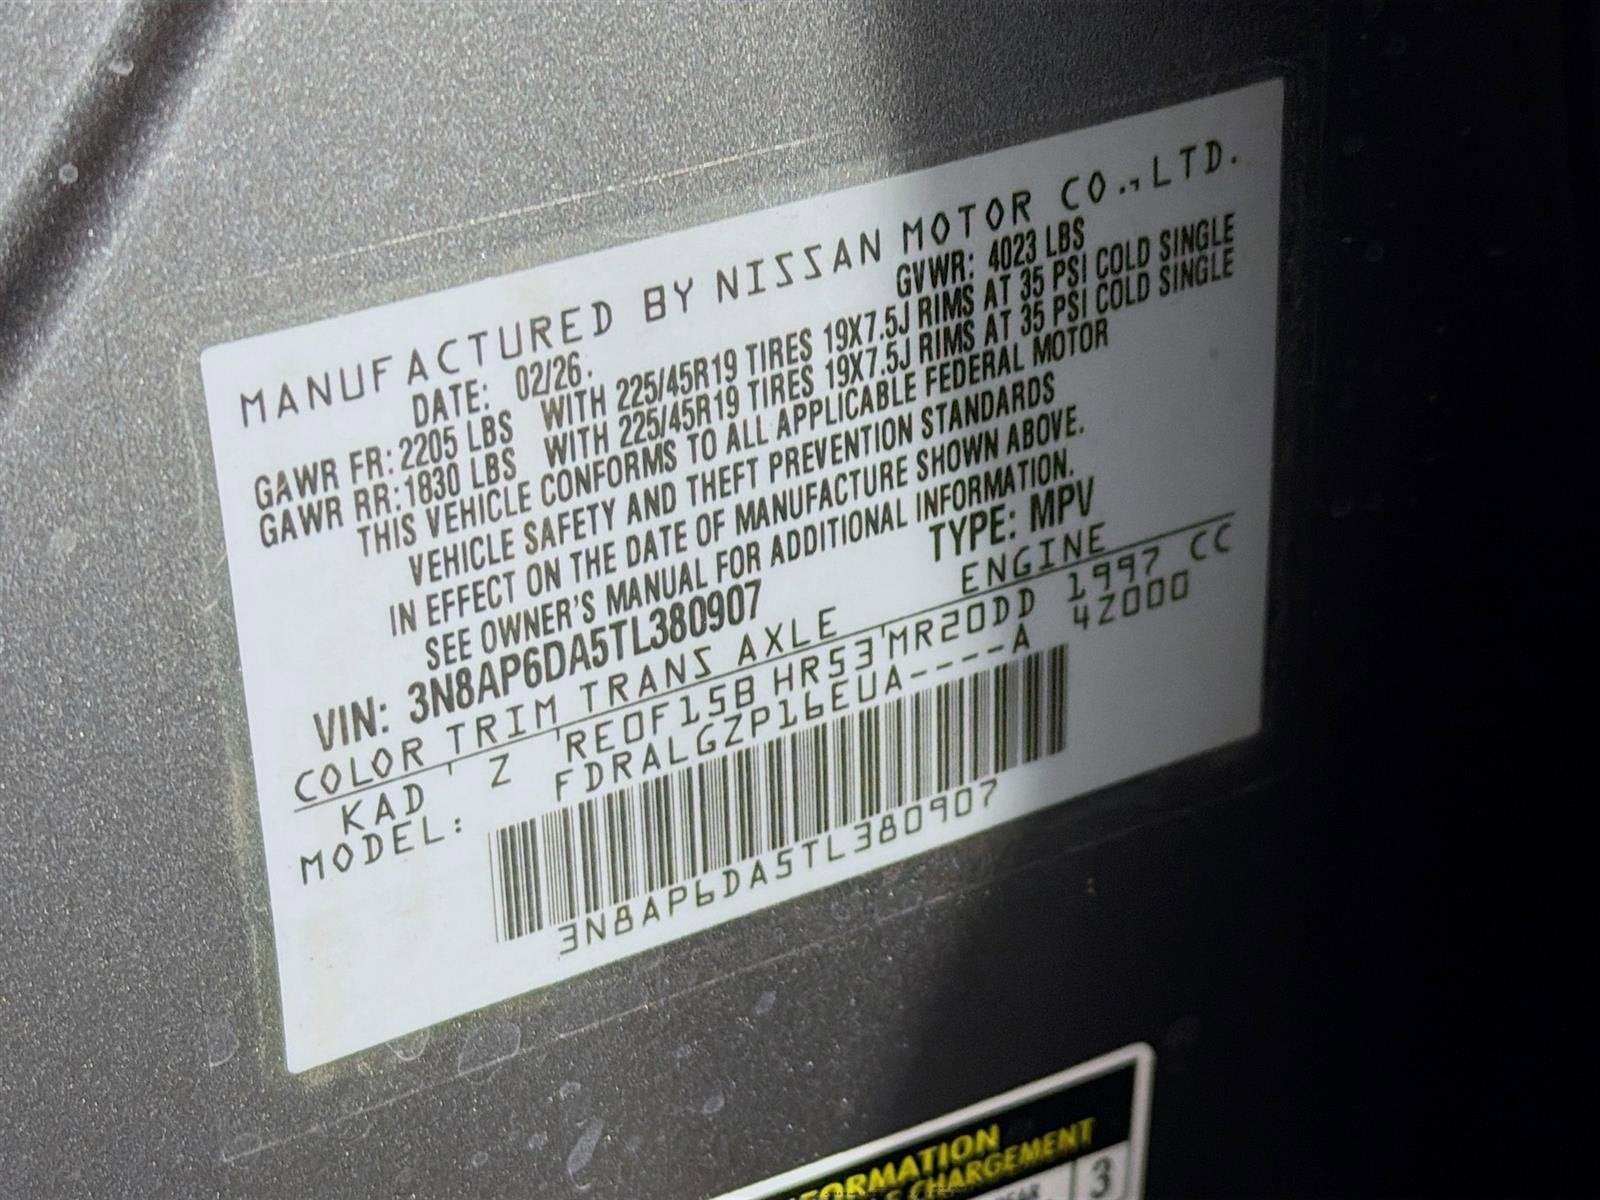 MANUFACTURED BY NISSAN MOTOR CO.,LTD.
DATE: 02/26. GVWR: 4023 LBS
GAWR FR: 2205 LBS WITH 225/45R19 TIRES 19X7.5J RIMS AT 35 PSI COLD SINGLE
GAWR RR: 1830 LBS WITH 225/45R19 TIRES 19X7.5J RIMS AT 35 PSI COLD SINGLE
THIS VEHICLE CONFORMS TO ALL APPLICABLE FEDERAL MOTOR
VEHICLE SAFETY AND THEFT PREVENTION STANDARDS
IN EFFECT ON THE DATE OF MANUFACTURE SHOWN ABOVE.
SEE OWNER'S MANUAL FOR ADDITIONAL INFORMATION.
VIN: 3N8AP6DA5TL380907 TYPE: MPV
COLOR TRIM TRANS AXLE ENGINE
KAD Z RE0F15B HR53 MR20DD 1997 CC
MODEL: FDRALGZP16EUA----A 4Z000
3N8AP6DA5TL380907
CHARGEMENT
3